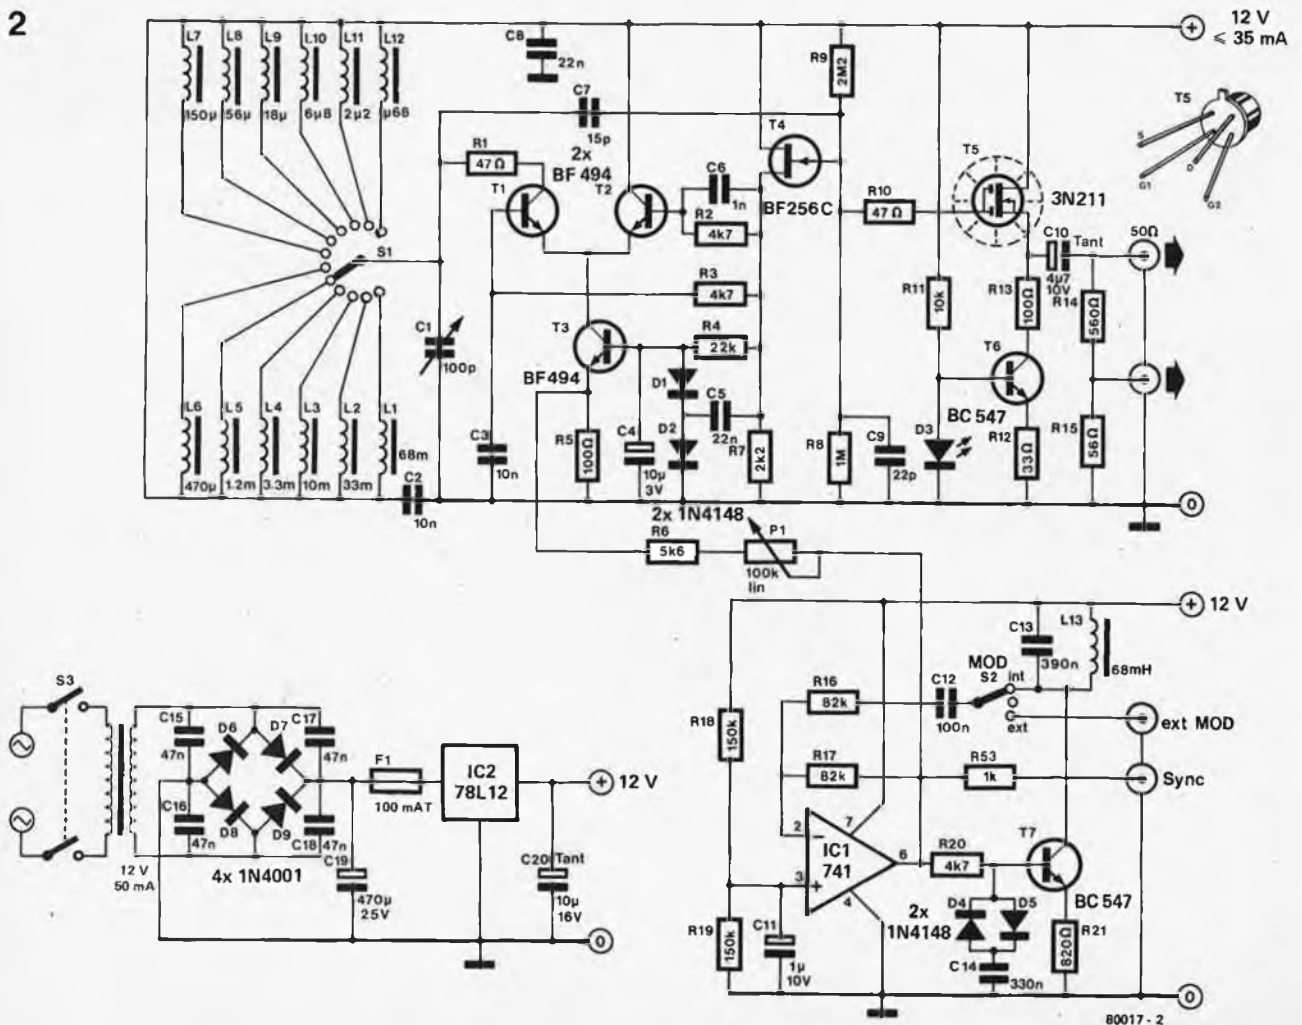 2
12 V
≤ 35 mA
L7
L8
L9
L10
L11
L12
150µ
56µ
18µ
6µ8
2µ2
µ68
C8
22n
C7
15p
R9
2M2
T5
S
G1
D
G2
R1
47Ω
2x
BF 494
T1
T2
C6
1n
R2
4k7
T4
BF256C
R10
47Ω
T5
3N211
S1
C10
Tant
4µ7
10V
50Ω
R3
4k7
R11
10k
R13
100Ω
R14
560Ω
C1
100p
T3
BF494
R4
22k
D1
T6
BC 547
L6
L5
L4
L3
L2
L1
470µ
1.2m
3.3m
10m
33m
68m
C2
10n
C3
10n
R5
100Ω
C4
10µ
3V
D2
C5
22n
R7
2k2
R8
1M
C9
22p
D3
R12
33Ω
R15
56Ω
0
2x 1N4148
R6
5k6
P1
100k
lin
12 V
C13
390n
L13
68mH
MOD
S2
int
ext
R16
82k
C12
100n
ext MOD
R18
150k
R17
82k
R53
1k
Sync
S3
C15
47n
D6
D7
C17
47n
F1
100 mAT
IC2
78L12
12 V
C16
47n
D8
D9
C18
47n
12 V
50 mA
4x 1N4001
C19
470µ
25V
C20
Tant
10µ
16V
0
2
7
IC1
741
6
3
4
R20
4k7
T7
BC 547
R19
150k
C11
1µ
10V
2x
1N4148
D4
D5
R21
820Ω
C14
330n
0
80017 - 2